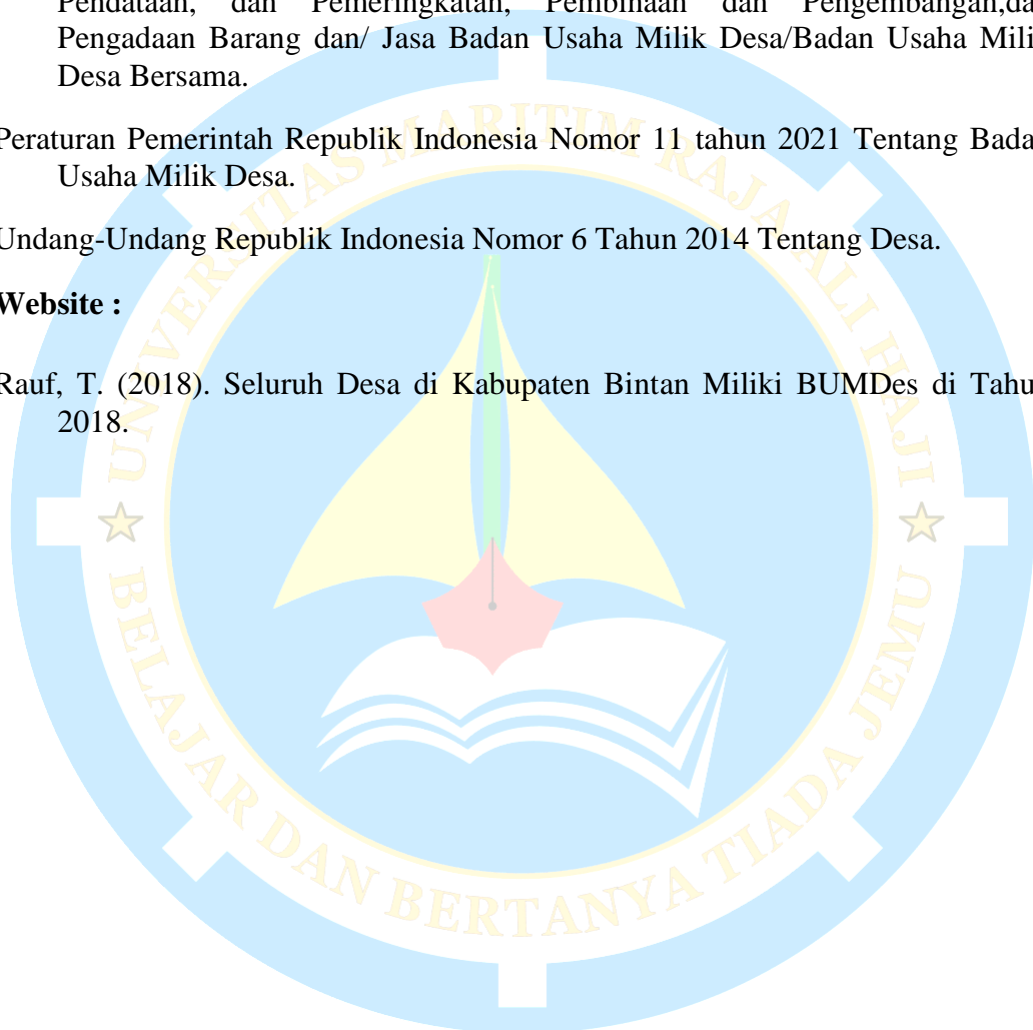 Pendataan, dan Pemeringkatan, Pembinaan dan Pengembangan,da
Pengadaan Barang dan/ Jasa Badan Usaha Milik Desa/Badan Usaha Mili
Desa Bersama.
Peraturan Pemerintah Republik Indonesia Nomor 11 tahun 2021 Tentang Bada
Usaha Milik Desa.
Undang-Undang Republik Indonesia Nomor 6 Tahun 2014 Tentang Desa.
Website :
Rauf, T. (2018). Seluruh Desa di Kabupaten Bintan Miliki BUMDes di Tahu
2018.
UNIVERSITAS MARITIM RAJA ALI HAJI
BELAJAR DAN BERTANYA TIADA JEMU